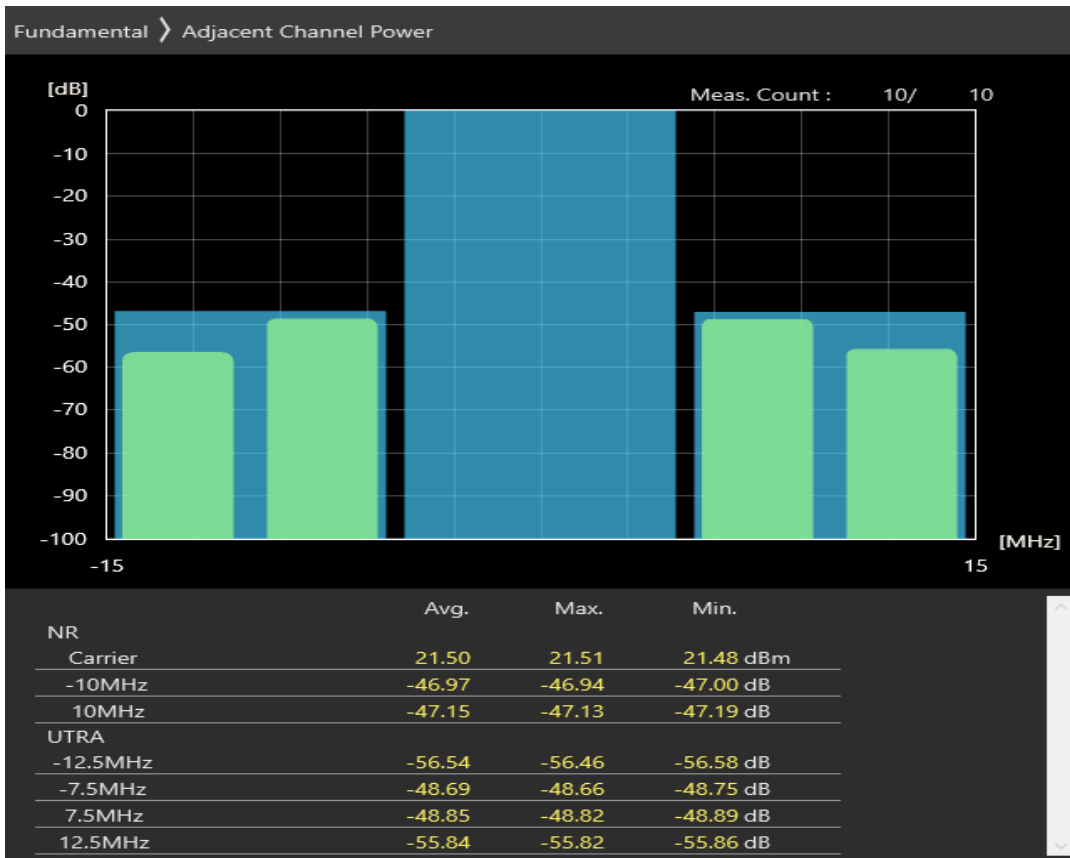 Fundamental 》 Adjacent Channel Power
[dB]
Meas. Count : 10/ 10
0
-10
-20
-30
-40
-50
-60
-70
-80
-90
-100
[MHz]
-15 15
Avg. Max. Min.
NR
Carrier 21.50 21.51 21.48 dBm
-10MHz -46.97 -46.94 -47.00 dB
10MHz -47.15 -47.13 -47.19 dB
UTRA
-12.5MHz -56.54 -56.46 -56.58 dB
-7.5MHz -48.69 -48.66 -48.75 dB
7.5MHz -48.85 -48.82 -48.89 dB
12.5MHz -55.84 -55.82 -55.86 dB